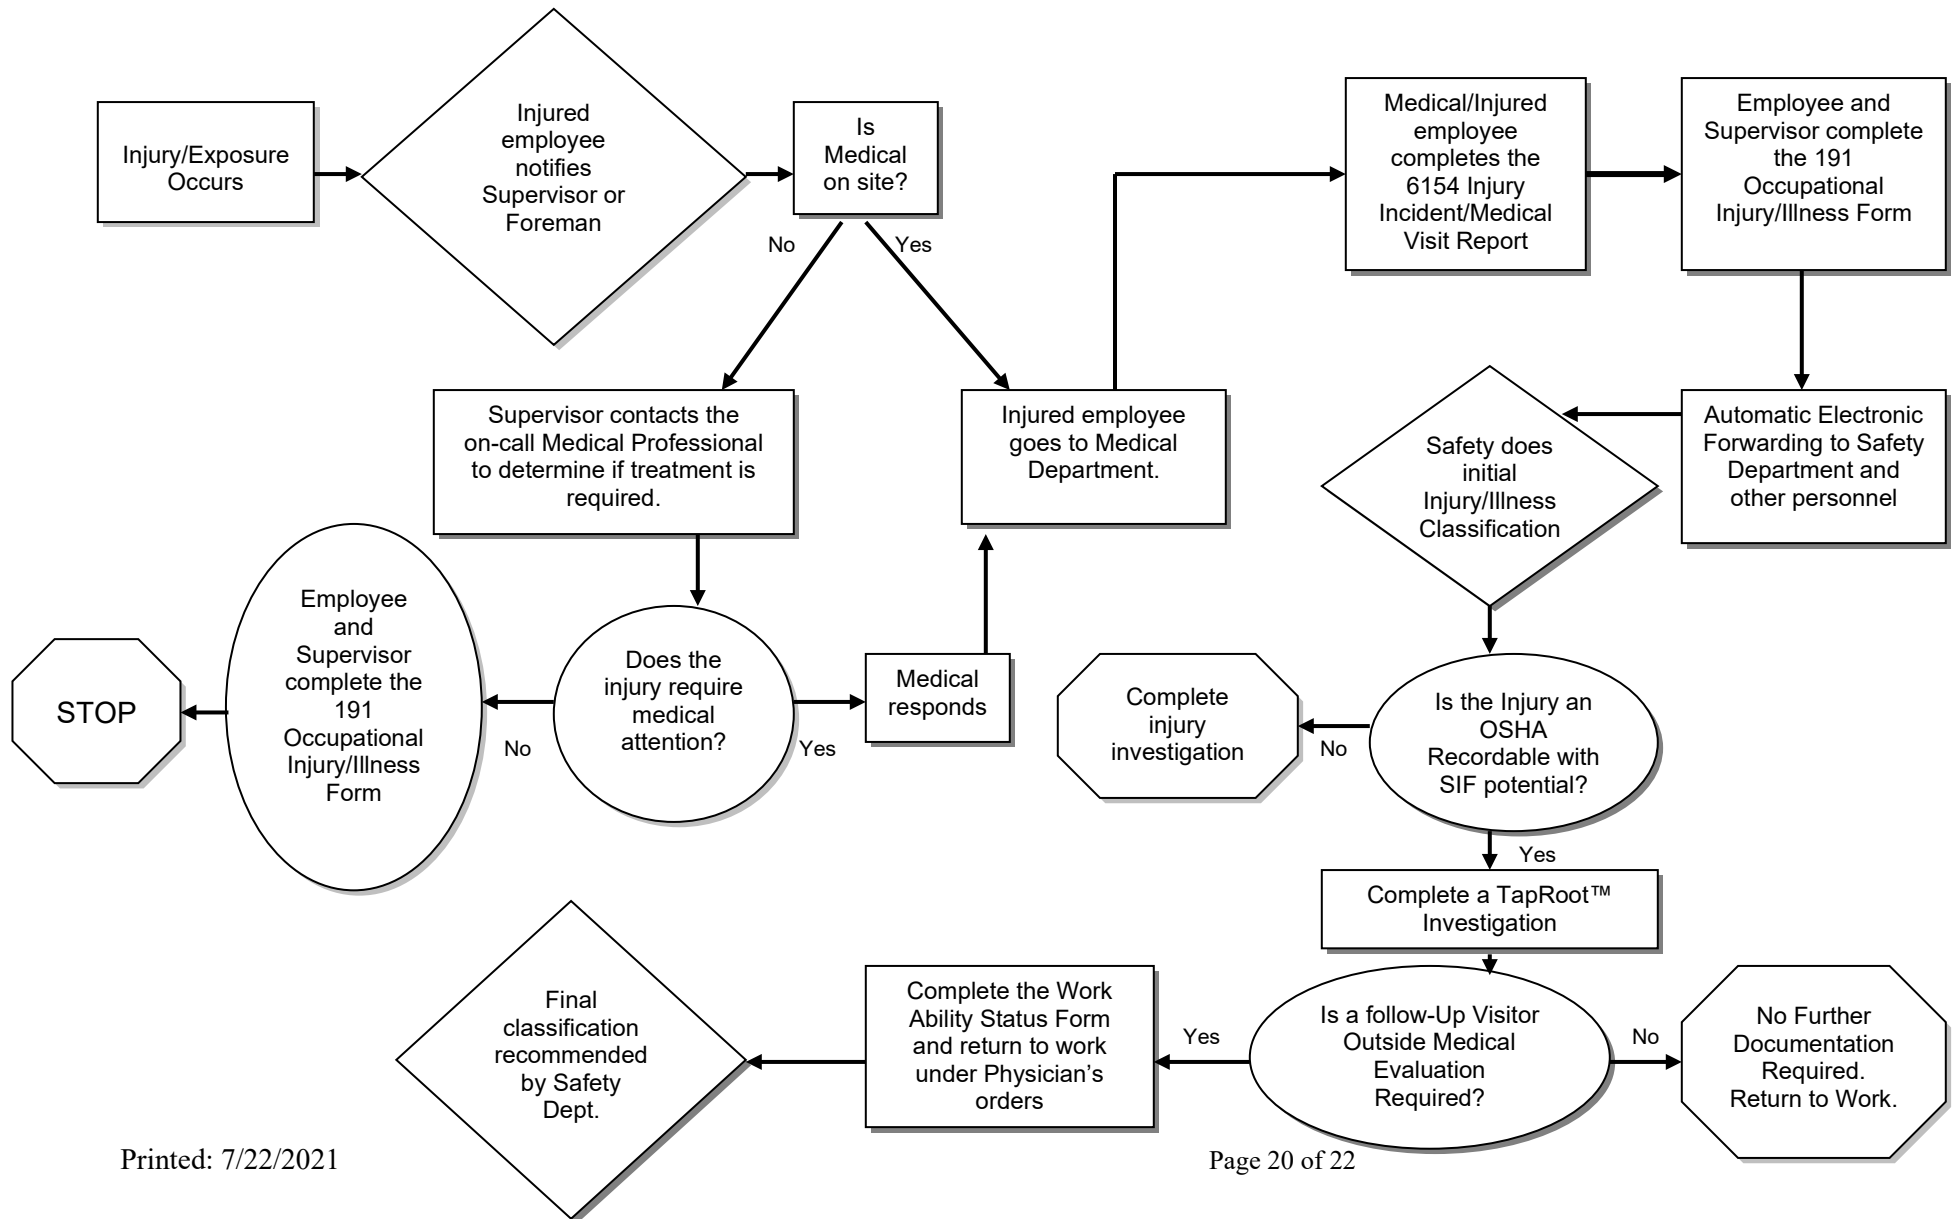 Injury/Exposure
Occurs
Injured
employee
notifies
Supervisor or
Foreman
Is
Medical
on site?
No
Yes
Medical/Injured
employee
completes the
6154 Injury
Incident/Medical
Visit Report
Employee and
Supervisor complete
the 191
Occupational
Injury/Illness Form
Supervisor contacts the
on-call Medical Professional
to determine if treatment is
required.
Injured employee
goes to Medical
Department.
Safety does
initial
Injury/Illness
Classification
Automatic Electronic
Forwarding to Safety
Department and
other personnel
STOP
Employee
and
Supervisor
complete the
191
Occupational
Injury/Illness
Form
No
Does the
injury require
medical
attention?
Yes
Medical
responds
Complete
injury
investigation
No
Is the Injury an
OSHA
Recordable with
SIF potential?
Yes
Complete a TapRoot™
Investigation
Final
classification
recommended
by Safety
Dept.
Complete the Work
Ability Status Form
and return to work
under Physician’s
orders
Yes
Is a follow-Up Visitor
Outside Medical
Evaluation
Required?
No
No Further
Documentation
Required.
Return to Work.
Printed: 7/22/2021
Page 20 of 22